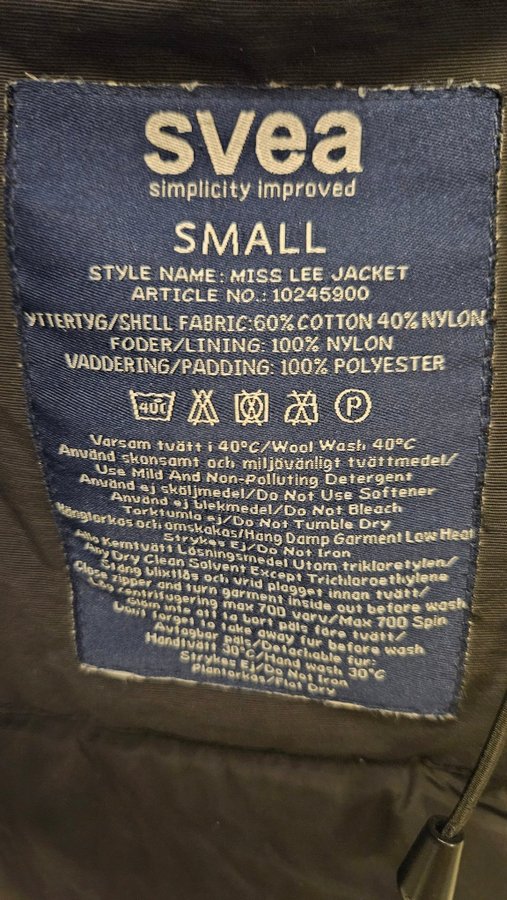 svea
simplicity improved
SMALL
STYLE NAME: MISS LEE JACKET
ARTICLE NO.: 10245900
YTTERTYG/SHELL FABRIC:60% COTTON 40% NYLON
FODER/LINING: 100% NYLON
VADDERING/PADDING: 100% POLYESTER
40C P
Varsam tvätt i 40°C/Wool Wash 40°C
Använd skonsamt och miljövänligt tvättmedel/
Use Mild And Non-Polluting Detergent
Använd ej sköljmedel/Do Not Use Softener
Använd ej blekmedel/Do Not Bleach
Torktumla ej/Do Not Tumble Dry
Hängtorkas och omskakas/Hang Damp Garment Low Heat
Strykes Ej/Do Not Iron
Allo Kemtvätt Lösningsmedel Utom trikloretylen/
Any Dry Clean Solvent Except Trichloroethylene
Stäng blixtlås och vrid plagget innan tvätt/
Close zipper and turn garment inside out before wash
centrifugering max 700 varv/Max 700 Spin
Glöm inte att ta bort päls före tvätt/
Don't forget to take away fur before wash
Avtagbar päls/Detachable fur:
Handtvätt 30°C/Hand wash 30°C
Strykes Ej/Do Not Iron
Plantorkas/Flat Dry